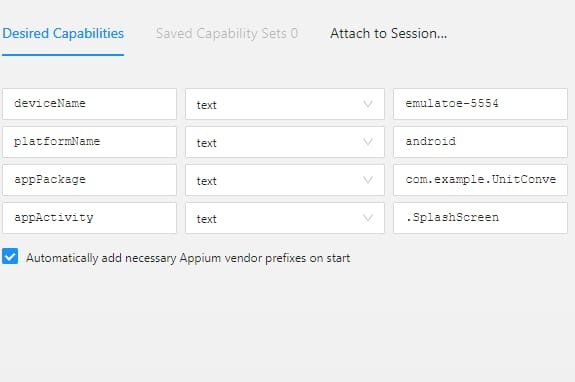 Desired Capabilities Saved Capability Sets 0 Attach to Session...
deviceName text emulatoe-5554
platformName text android
appPackage text com.example.UnitConve
appActivity text .SplashScreen
Automatically add necessary Appium vendor prefixes on start